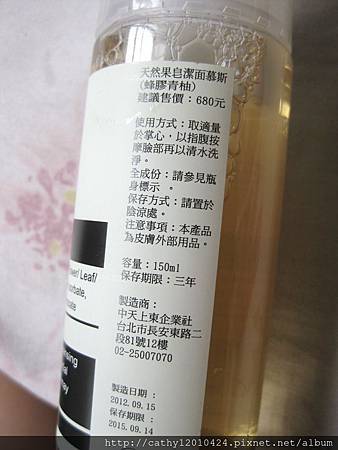 天然果皂潔面慕斯
(蜂膠青柚)
建議售價：680元
使用方式：取適量
於掌心，以指腹按
摩臉部再以清水洗
淨。
全成份：請參見瓶
身標示 。
保存方式：請置於
陰涼處。
注意事項：本產品
為皮膚外部用品。
容量：150ml
保存期限：三年
製造商：
中天上東企業社
台北市長安東路二
段81號12樓
02-25007070
製造日期：
2012.09.15
保存期限：
2015.09.14
Leaf/
http://cathy12010424.pixnet.net/album